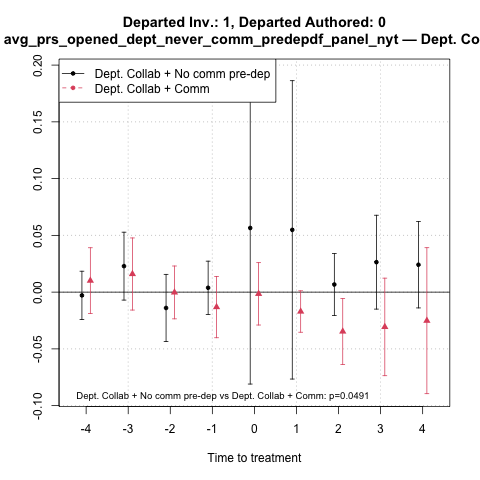 Departed Inv.: 1, Departed Authored: 0
avg_prs_opened_dept_never_comm_predepdf_panel_nyt — Dept. Co
0.20
0.15
0.10
0.05
0.00
-0.05
-0.10
Dept. Collab + No comm pre-dep
Dept. Collab + Comm
Dept. Collab + No comm pre-dep vs Dept. Collab + Comm: p=0.0491
-4 -3 -2 -1 0 1 2 3 4
Time to treatment